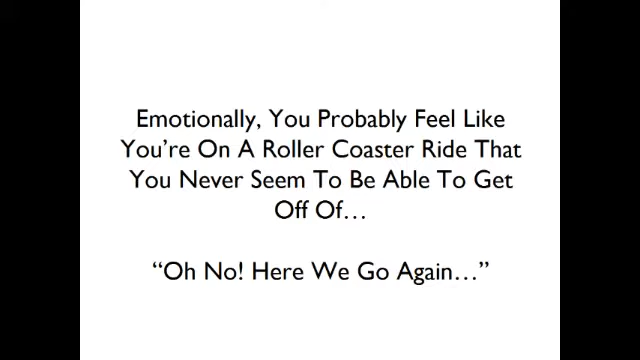 Emotionally, You Probably Feel Like
You’re On A Roller Coaster Ride That
You Never Seem To Be Able To Get
Off Of…
“Oh No! Here We Go Again…”